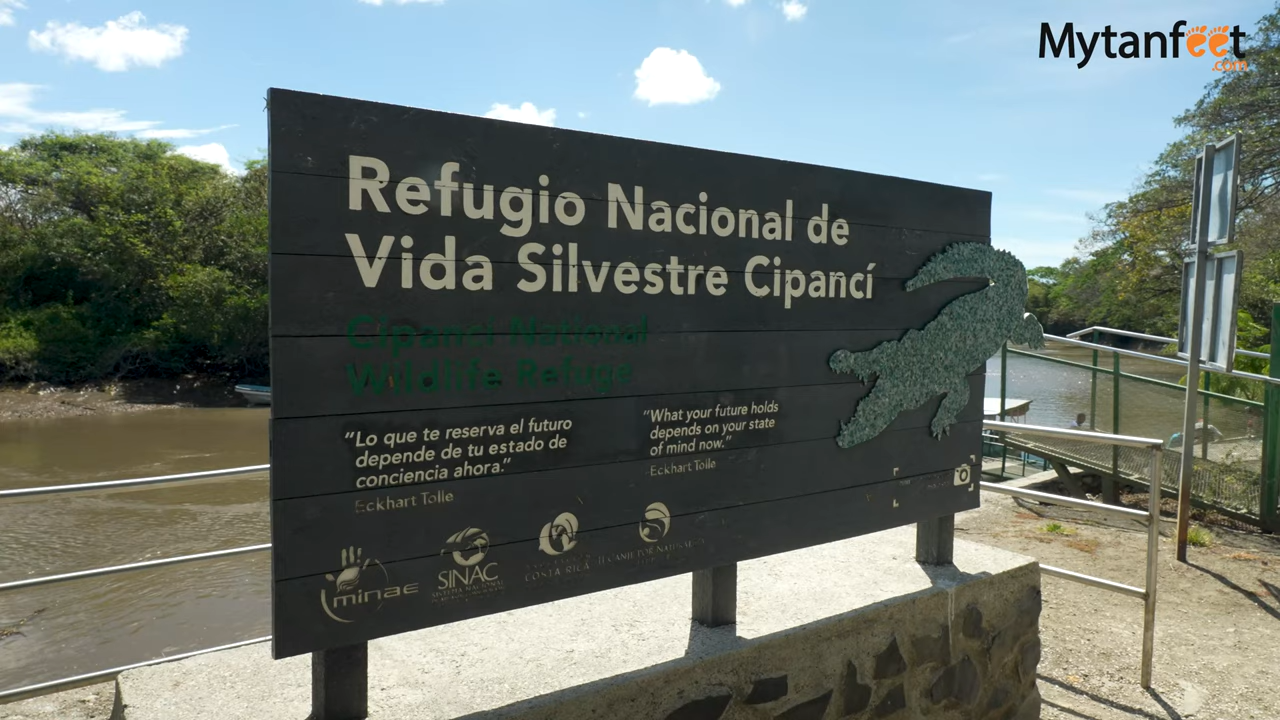 Mytanfeet
.com
Refugio Nacional de
Vida Silvestre Cipancí
Cipancí National
Wildlife Refuge
"Lo que te reserva el futuro
depende de tu estado de
conciencia ahora."
Eckhart Tolle
"What your future holds
depends on your state
of mind now."
Eckhart Tolle
minae
SINAC
COSTA RICA